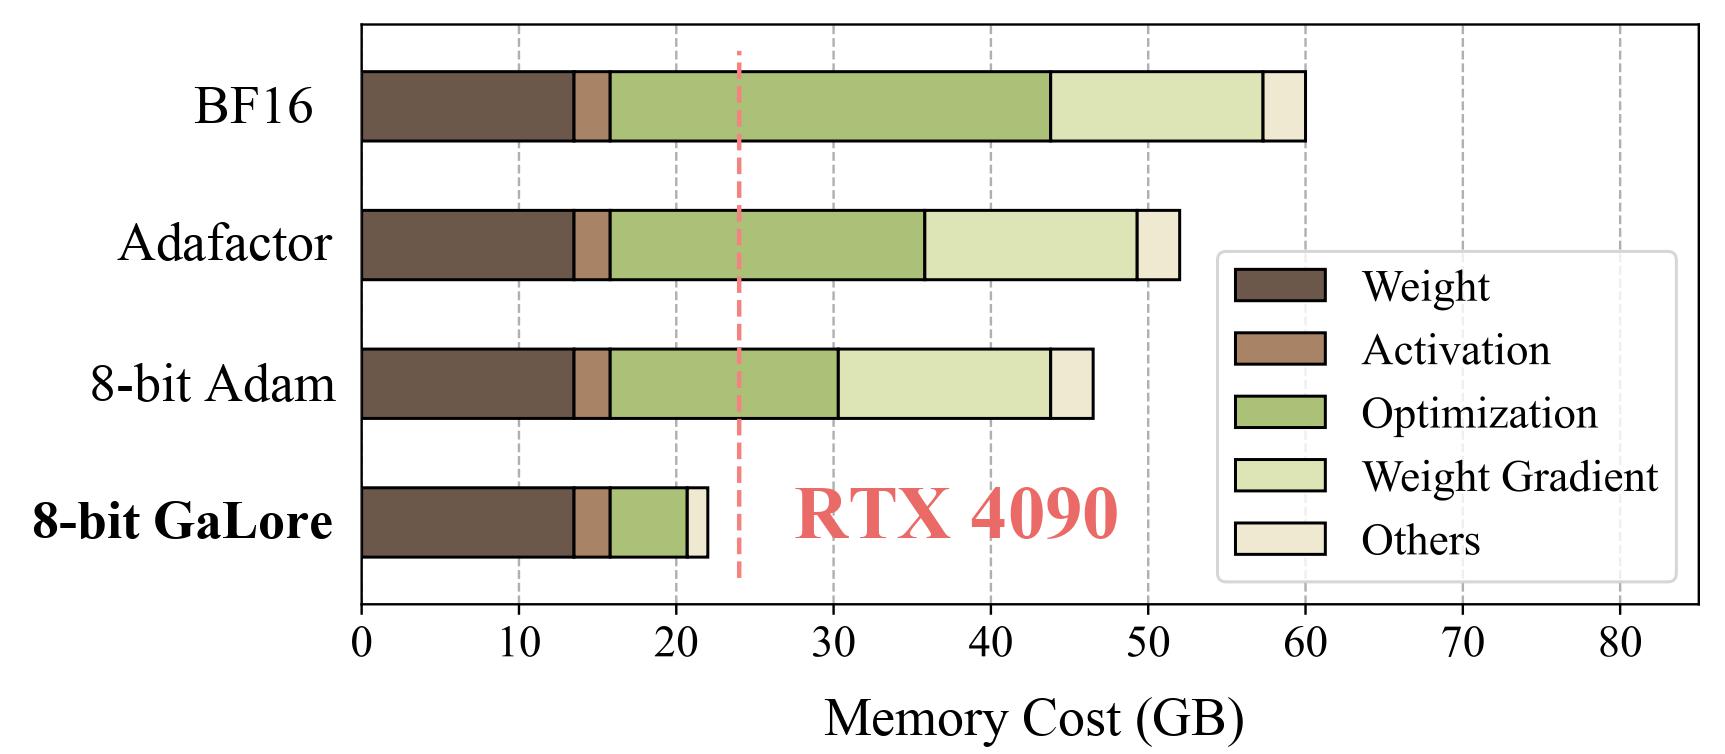 BF16
Adafactor
8-bit Adam
8-bit GaLore
RTX 4090
Weight
Activation
Optimization
Weight Gradient
Others
0 10 20 30 40 50 60 70 80
Memory Cost (GB)